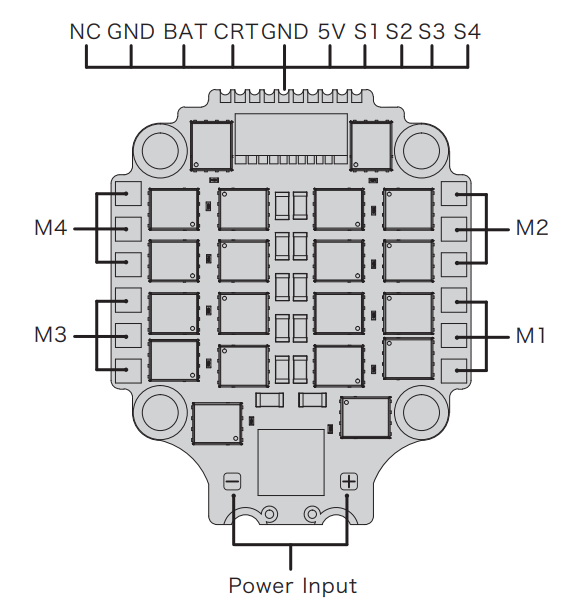 NC GND BAT CRT GND 5V S1 S2 S3 S4
M4 M2
M3 M1
− +
Power Input